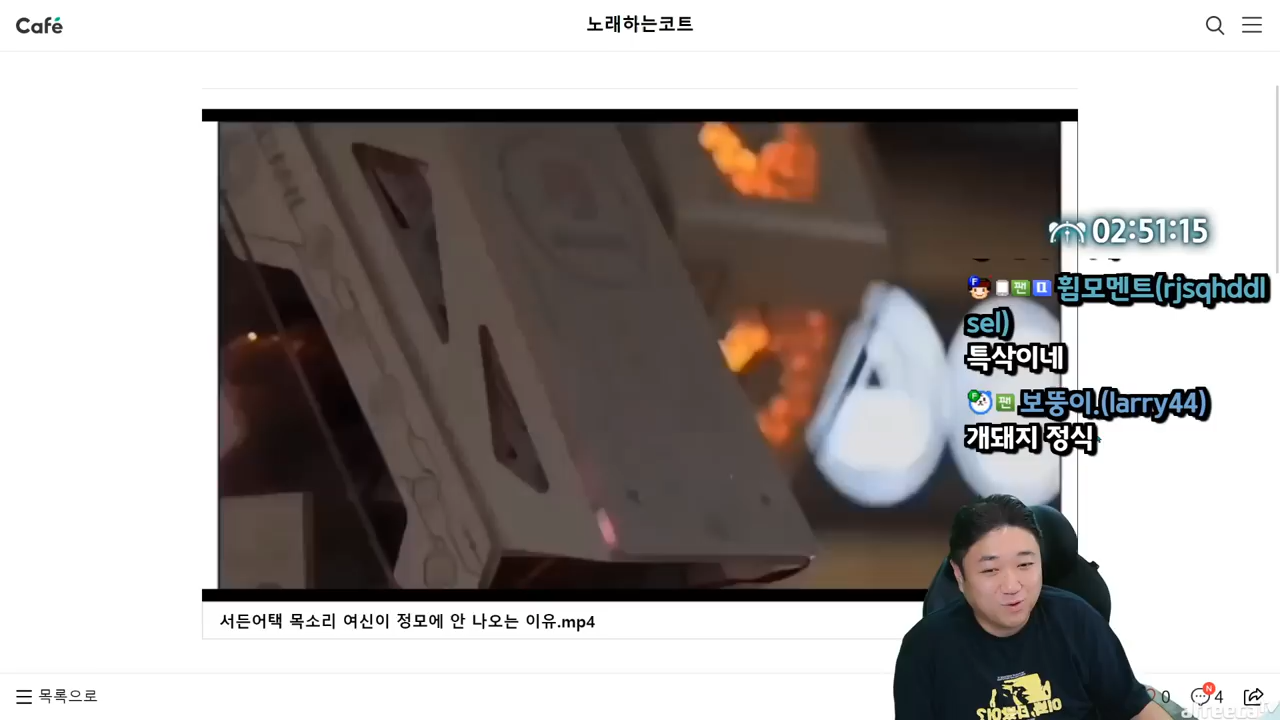 Café
노래하는코트
02:51:15
휨모멘트(rjsqhddl
sel)
특삭이네
보뚱이.(larry44)
개돼지 정식
서든어택 목소리 여신이 정모에 안 나오는 이유.mp4
목록으로
0
N
4
afreecaTV